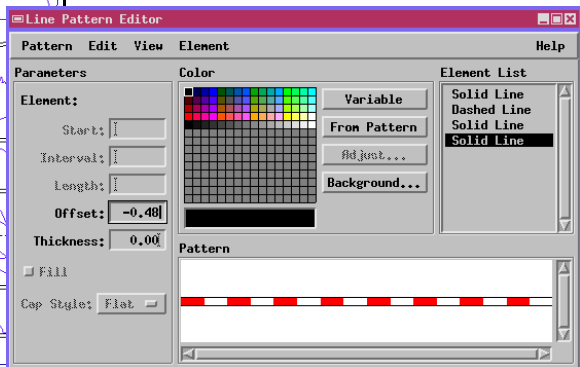 Line Pattern Editor
Pattern Edit View Element Help
Parameters
Element:
Start:
Interval:
Length:
Offset: -0.48
Thickness: 0.00
Fill
Cap Style: Flat
Color
Variable
From Pattern
Adjust...
Background...
Element List
Solid Line
Dashed Line
Solid Line
Solid Line
Pattern